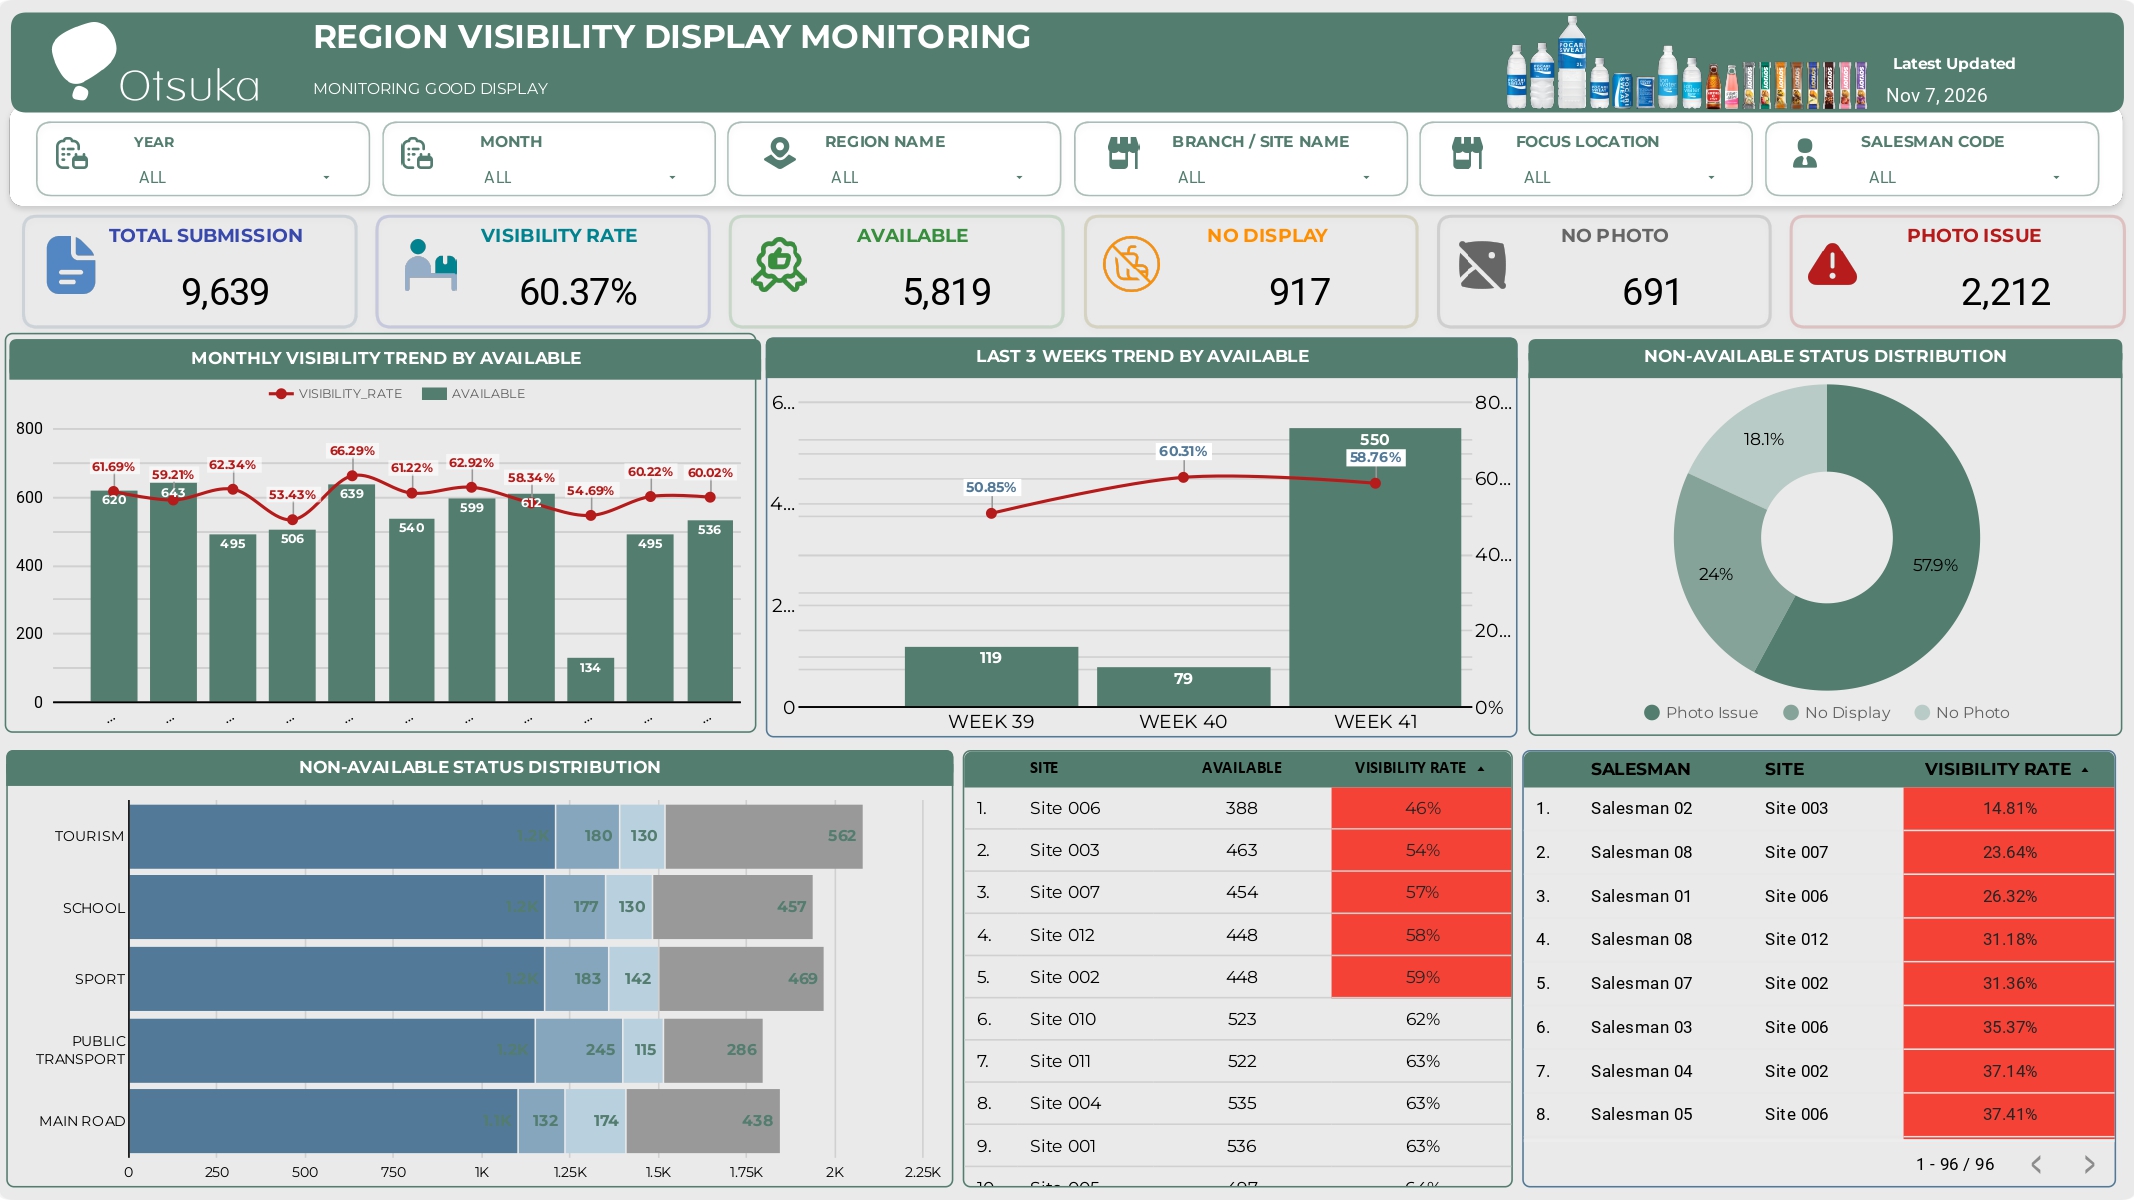 Otsuka
REGION VISIBILITY DISPLAY MONITORING
MONITORING GOOD DISPLAY
Latest Updated
Nov 7, 2026
YEAR
ALL
MONTH
ALL
REGION NAME
ALL
BRANCH / SITE NAME
ALL
FOCUS LOCATION
ALL
SALESMAN CODE
ALL
TOTAL SUBMISSION
9,639
VISIBILITY RATE
60.37%
AVAILABLE
5,819
NO DISPLAY
917
NO PHOTO
691
PHOTO ISSUE
2,212
MONTHLY VISIBILITY TREND BY AVAILABLE
VISIBILITY_RATE AVAILABLE
800
600
400
200
0
61.69% 59.21% 62.34% 53.43% 66.29% 61.22% 62.92% 58.34% 54.69% 60.22% 60.02%
620 643 495 506 639 540 599 612 134 495 536
... ... ... ... ... ... ... ... ... ... ...
LAST 3 WEEKS TREND BY AVAILABLE
6...
4...
2...
0
80...
60...
40...
20...
0%
50.85% 60.31% 58.76%
119 79 550
WEEK 39 WEEK 40 WEEK 41
NON-AVAILABLE STATUS DISTRIBUTION
18.1%
24%
57.9%
Photo Issue No Display No Photo
NON-AVAILABLE STATUS DISTRIBUTION
TOURISM 180 130 562
SCHOOL 177 130 457
SPORT 183 142 469
PUBLIC
TRANSPORT 245 115 286
MAIN ROAD 132 174 438
0 250 500 750 1K 1.25K 1.5K 1.75K 2K 2.25K
SITE AVAILABLE VISIBILITY RATE
1. Site 006 388 46%
2. Site 003 463 54%
3. Site 007 454 57%
4. Site 012 448 58%
5. Site 002 448 59%
6. Site 010 523 62%
7. Site 011 522 63%
8. Site 004 535 63%
9. Site 001 536 63%
SALESMAN SITE VISIBILITY RATE
1. Salesman 02 Site 003 14.81%
2. Salesman 08 Site 007 23.64%
3. Salesman 01 Site 006 26.32%
4. Salesman 08 Site 012 31.18%
5. Salesman 07 Site 002 31.36%
6. Salesman 03 Site 006 35.37%
7. Salesman 04 Site 002 37.14%
8. Salesman 05 Site 006 37.41%
1 - 96 / 96